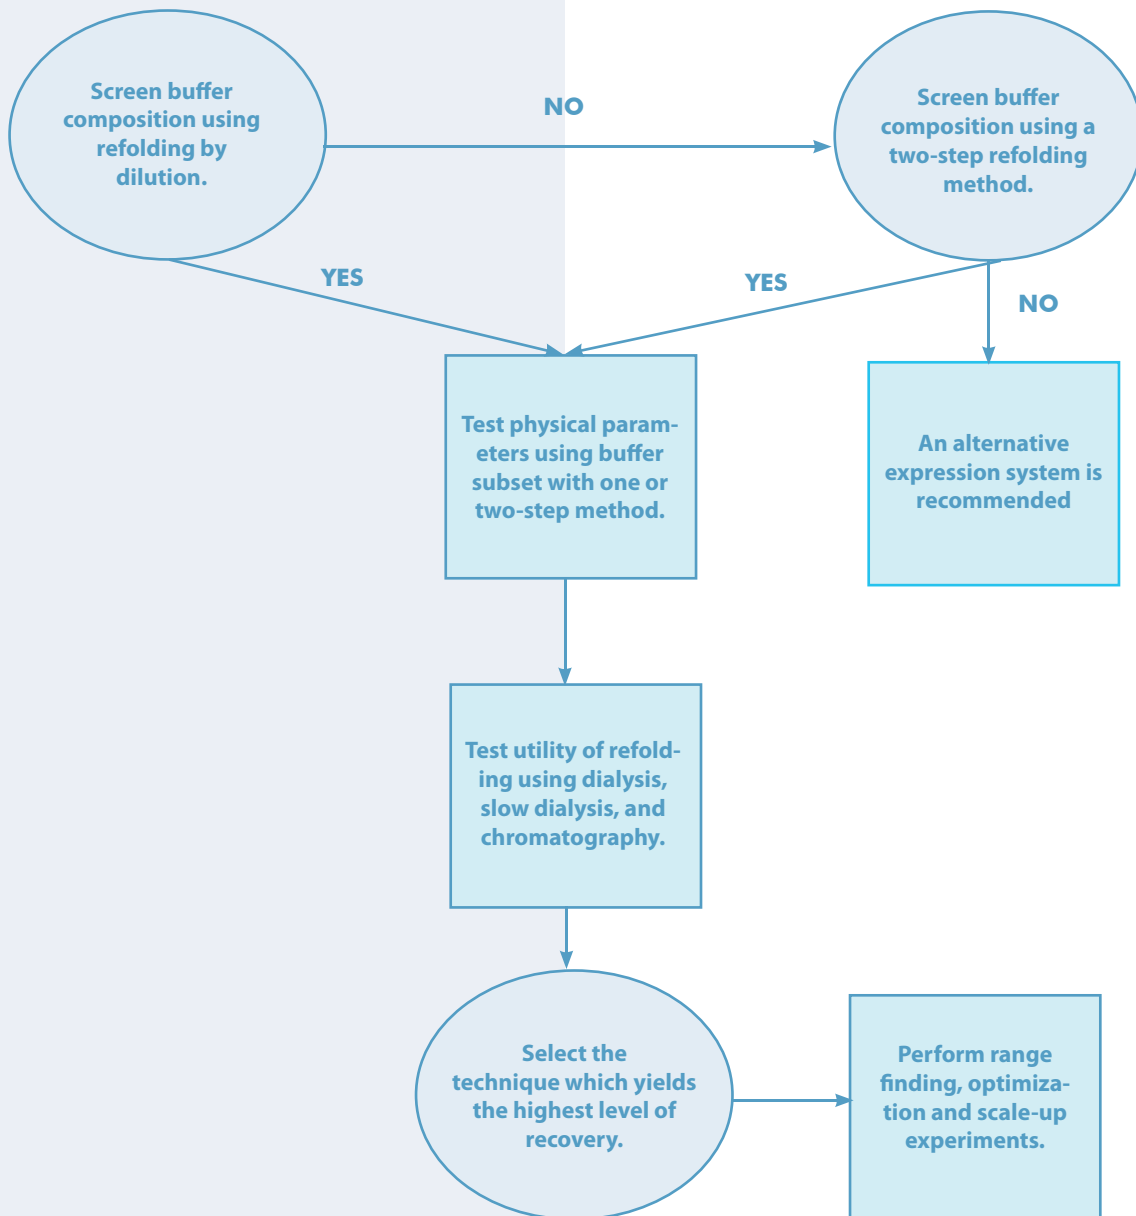 Screen buffer
composition using
refolding by
dilution.
NO
Screen buffer
composition using a
two-step refolding
method.
YES
YES
NO
Test physical param-
eters using buffer
subset with one or
two-step method.
An alternative
expression system is
recommended
Test utility of refold-
ing using dialysis,
slow dialysis, and
chromatography.
Select the
technique which yields
the highest level of
recovery.
Perform range
finding, optimiza-
tion and scale-up
experiments.